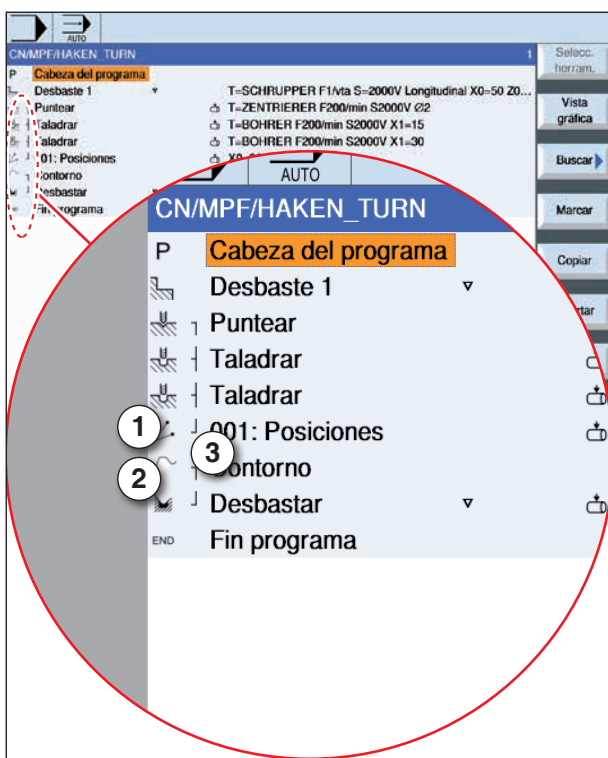 AUTO
CN/MPF/HAKEN_TURN 1
P Cabeza del programa
Desbaste 1 T=SCHRUPPER F1/vta S=2000V Longitudinal X0=50 Z0...
Puntear T=ZENTRIERER F200/min S2000V Ø2
Taladrar T=BOHRER F200/min S2000V X1=15
Taladrar T=BOHRER F200/min S2000V X1=30
001: Posiciones
Contorno
Desbastar
Fin programa
Selecc.
herram.
Vista
gráfica
Buscar
Marcar
Copiar
AUTO
CN/MPF/HAKEN_TURN
P Cabeza del programa
Desbaste 1
Puntear
Taladrar
Taladrar
1
001: Posiciones
3
2
Contorno
Desbastar
END Fin programa